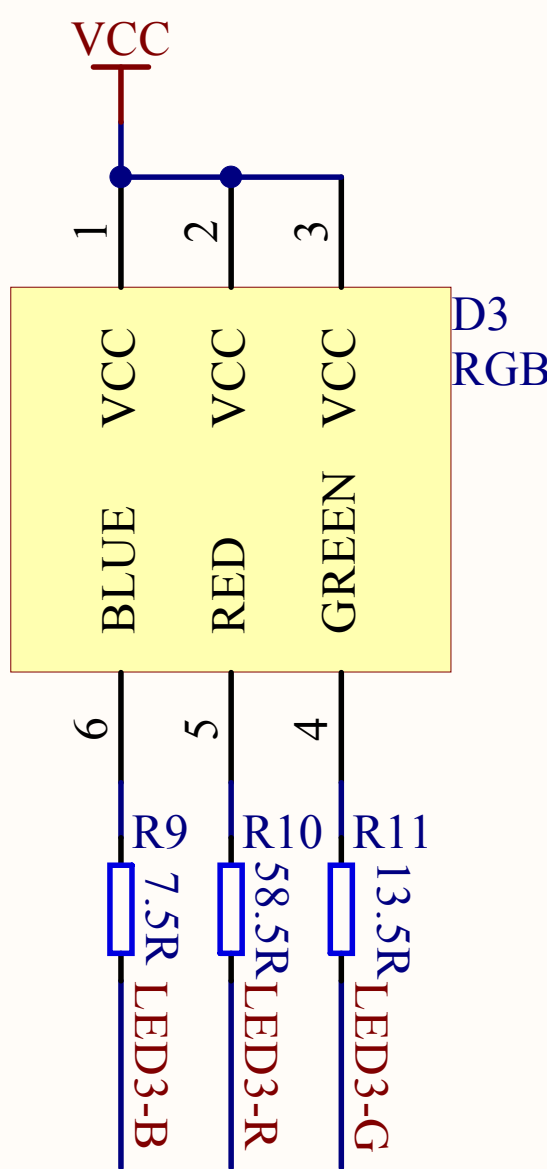 VCC
1
2
3
D3
RGB
VCC
VCC
VCC
BLUE
RED
GREEN
6
5
4
R9
R10
R11
7.5R
58.5R
13.5R
LED3-B
LED3-R
LED3-G